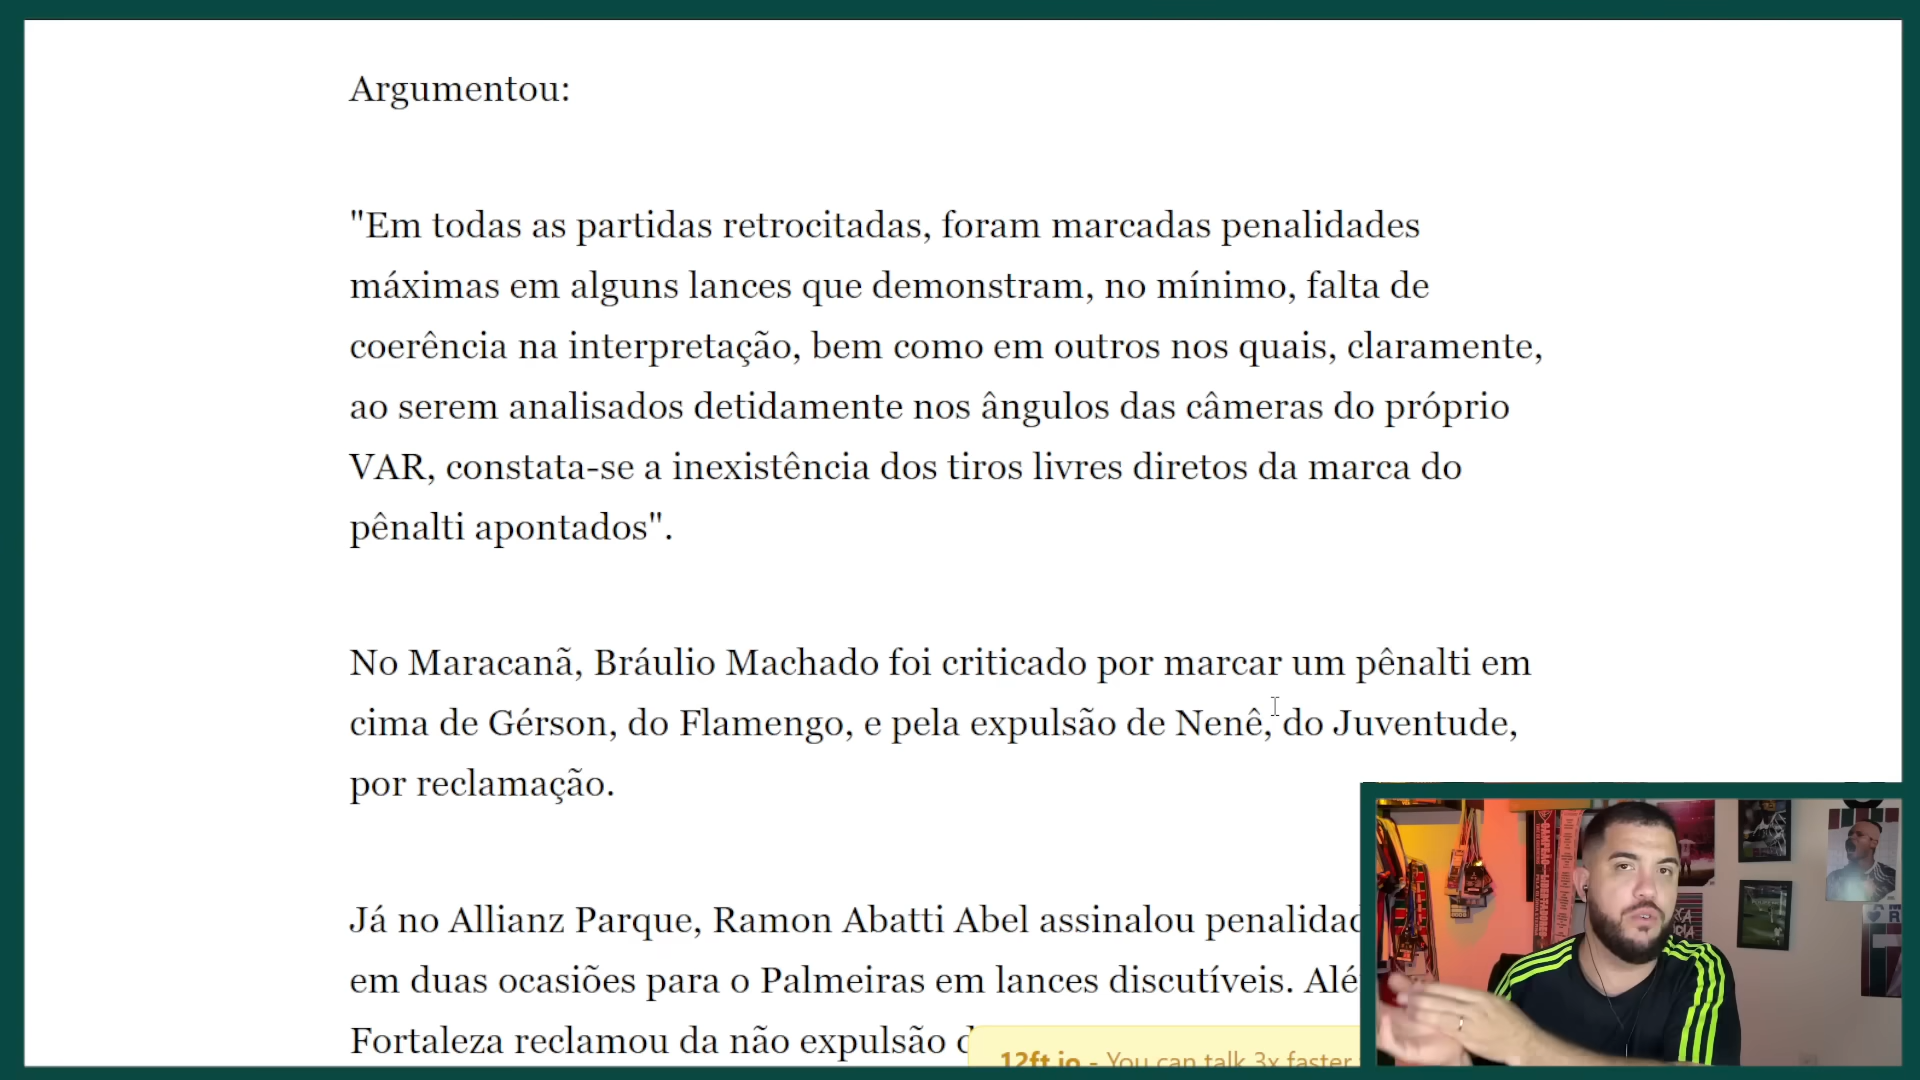 Argumentou:
"Em todas as partidas retrocitadas, foram marcadas penalidades
máximas em alguns lances que demonstram, no mínimo, falta de
coerência na interpretação, bem como em outros nos quais, claramente,
ao serem analisados detidamente nos ângulos das câmeras do próprio
VAR, constata-se a inexistência dos tiros livres diretos da marca do
pênalti apontados".
No Maracanã, Bráulio Machado foi criticado por marcar um pênalti em
cima de Gérson, do Flamengo, e pela expulsão de Nenê, do Juventude,
por reclamação.
Já no Allianz Parque, Ramon Abatti Abel assinalou penalidad
em duas ocasiões para o Palmeiras em lances discutíveis. Alé
Fortaleza reclamou da não expulsão d
12ft.io - You can talk 3x faster